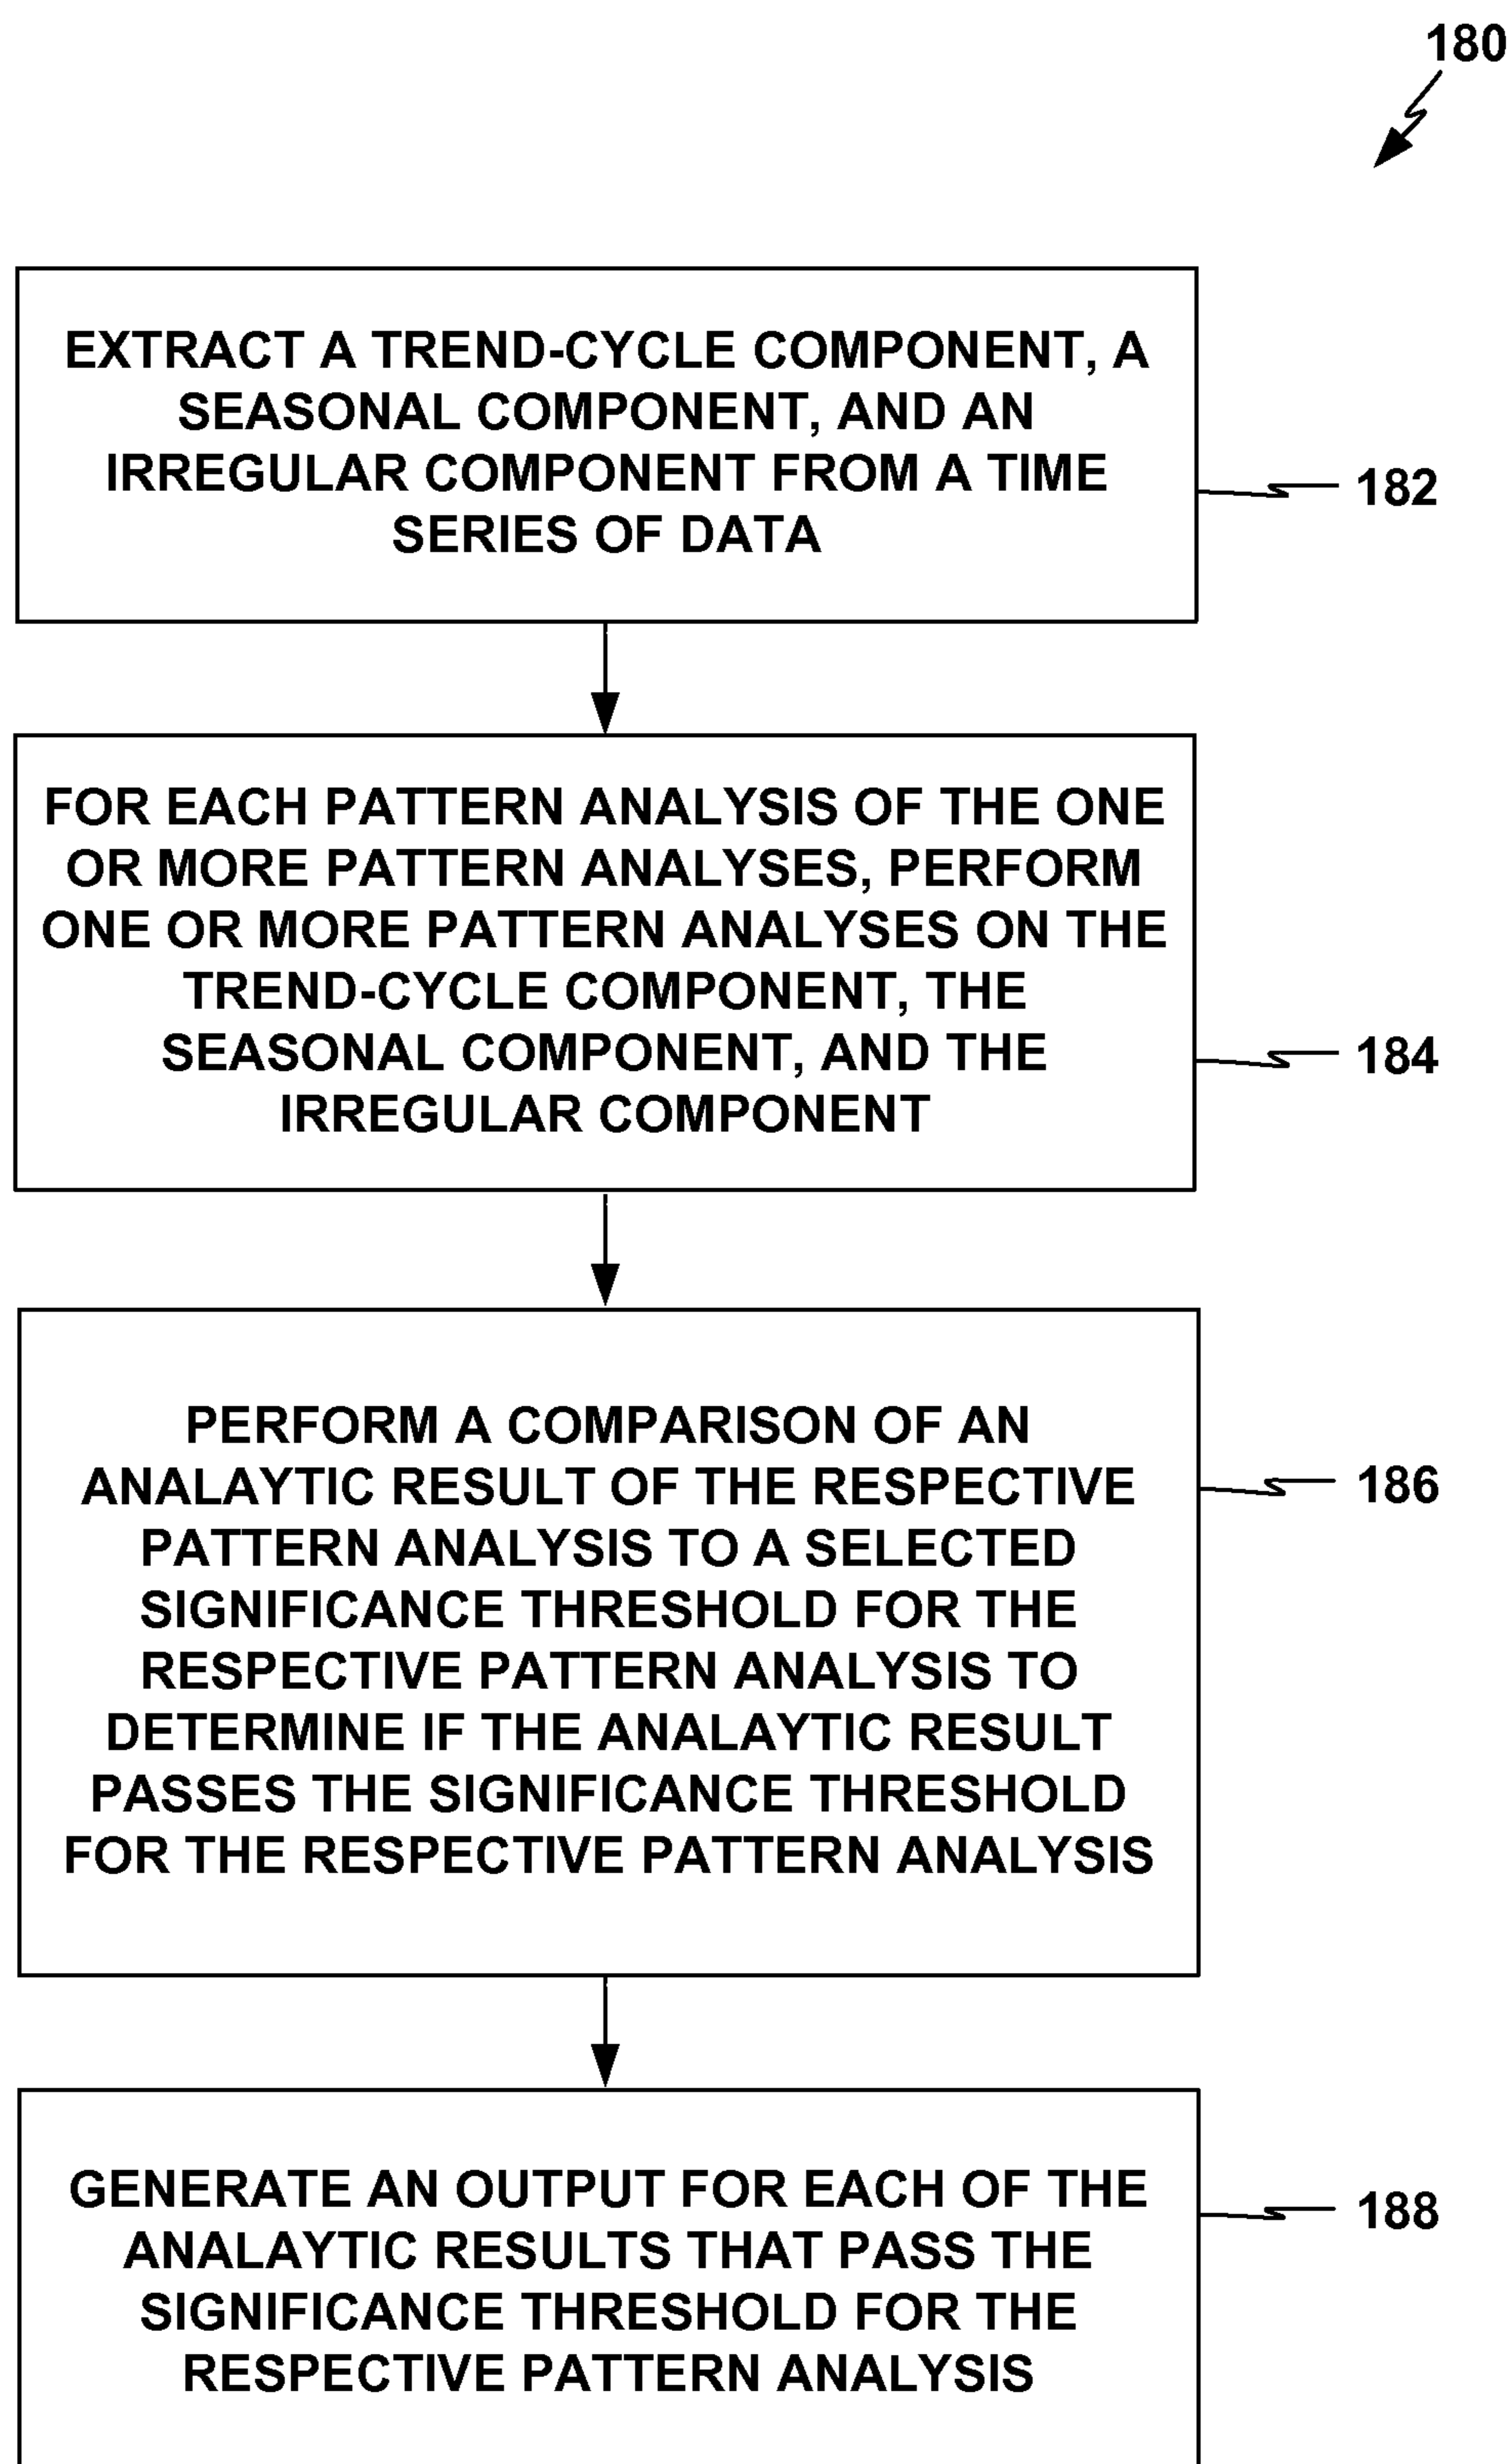 180
EXTRACT A TREND-CYCLE COMPONENT, A
SEASONAL COMPONENT, AND AN
IRREGULAR COMPONENT FROM A TIME
SERIES OF DATA
182
FOR EACH PATTERN ANALYSIS OF THE ONE
OR MORE PATTERN ANALYSES, PERFORM
ONE OR MORE PATTERN ANALYSES ON THE
TREND-CYCLE COMPONENT, THE
SEASONAL COMPONENT, AND THE
IRREGULAR COMPONENT
184
PERFORM A COMPARISON OF AN
ANALAYTIC RESULT OF THE RESPECTIVE
PATTERN ANALYSIS TO A SELECTED
SIGNIFICANCE THRESHOLD FOR THE
RESPECTIVE PATTERN ANALYSIS TO
DETERMINE IF THE ANALAYTIC RESULT
PASSES THE SIGNIFICANCE THRESHOLD
FOR THE RESPECTIVE PATTERN ANALYSIS
186
GENERATE AN OUTPUT FOR EACH OF THE
ANALAYTIC RESULTS THAT PASS THE
SIGNIFICANCE THRESHOLD FOR THE
RESPECTIVE PATTERN ANALYSIS
188